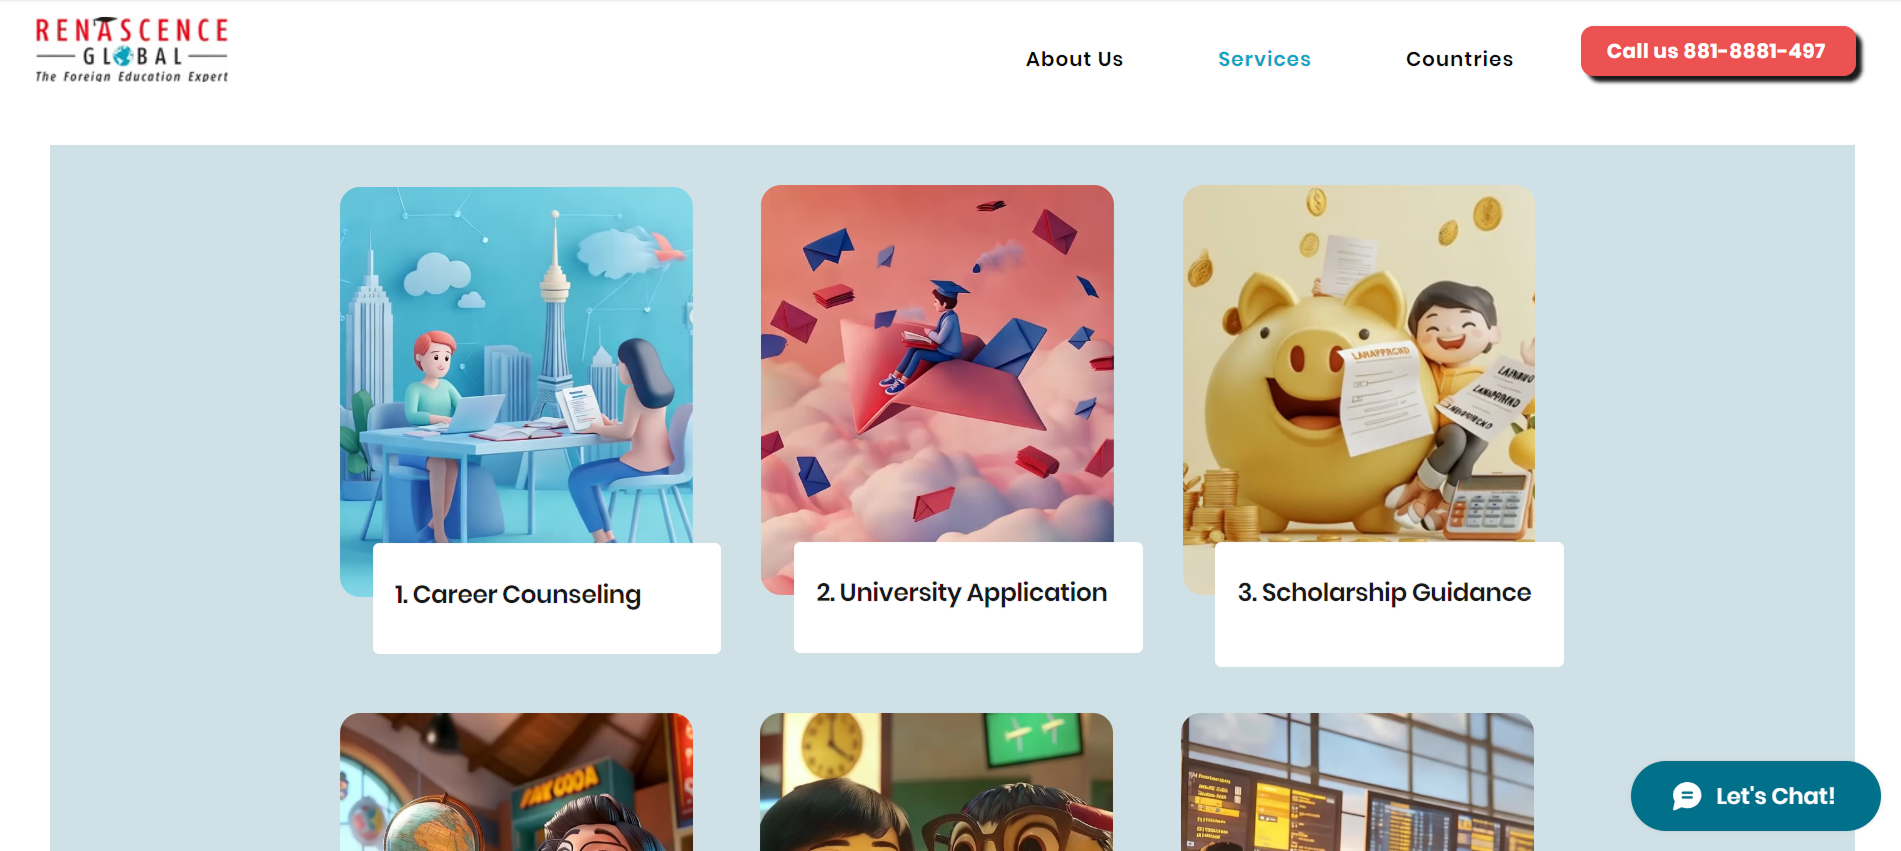 RENASCENCE
GLOBAL
The Foreign Education Expert
About Us
Services
Countries
Call us 881-8881-497
LANAPPRCND
1. Career Counseling
2. University Application
3. Scholarship Guidance
Let's Chat!